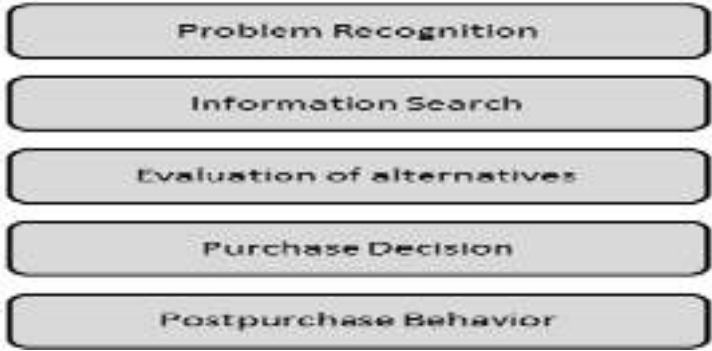 Problem Recognition
Information Search
Evaluation of alternatives
Purchase Decision
Postpurchase Behavior